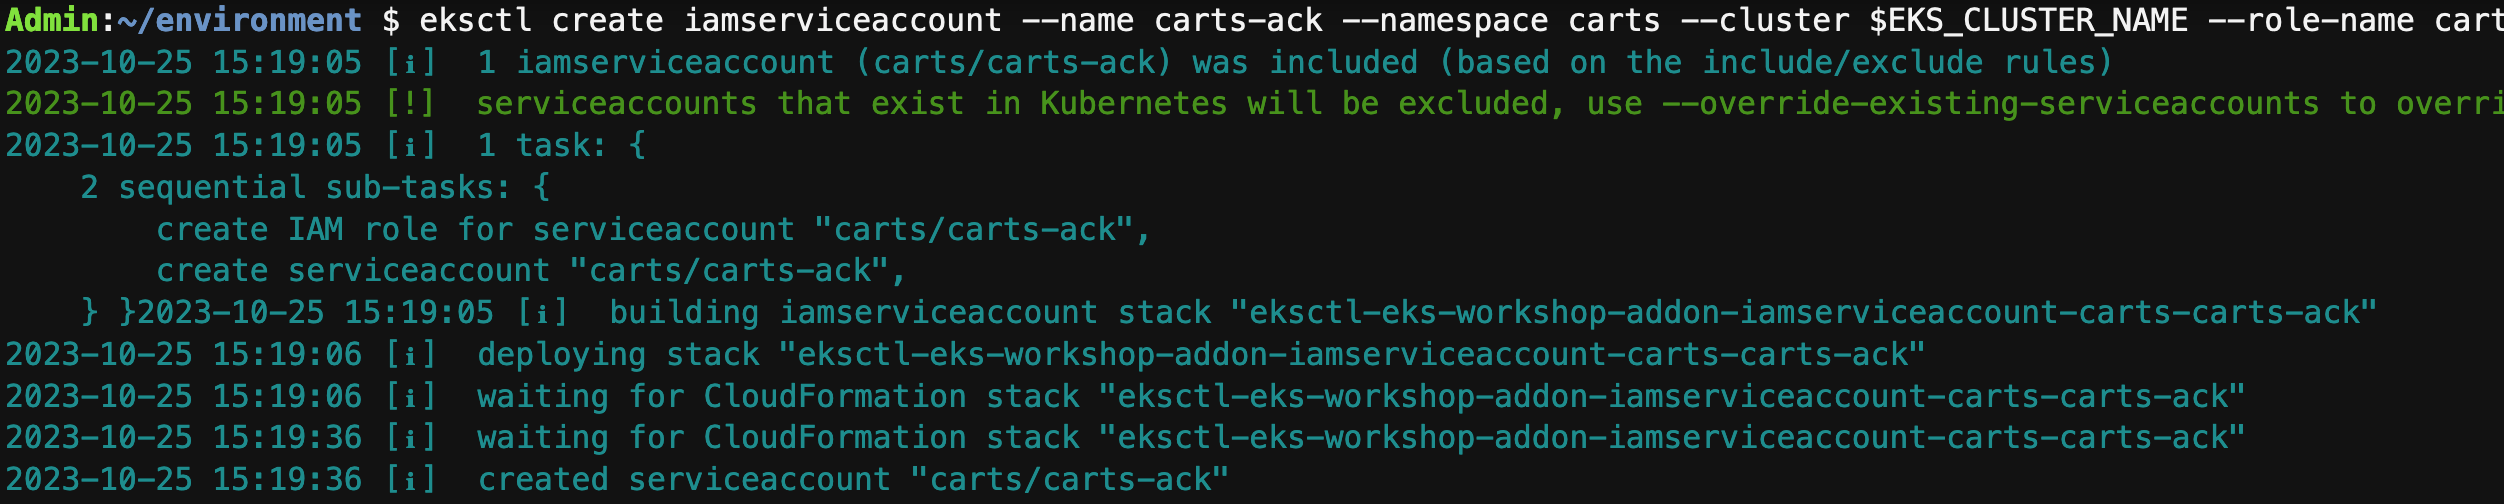 Admin:~/environment $ eksctl create iamserviceaccount --name carts-ack --namespace carts --cluster $EKS_CLUSTER_NAME --role-name cart
2023-10-25 15:19:05 [ℹ]  1 iamserviceaccount (carts/carts-ack) was included (based on the include/exclude rules)
2023-10-25 15:19:05 [!]  serviceaccounts that exist in Kubernetes will be excluded, use --override-existing-serviceaccounts to overri
2023-10-25 15:19:05 [ℹ]  1 task: {
    2 sequential sub-tasks: {
        create IAM role for serviceaccount "carts/carts-ack",
        create serviceaccount "carts/carts-ack",
    } }2023-10-25 15:19:05 [ℹ]  building iamserviceaccount stack "eksctl-eks-workshop-addon-iamserviceaccount-carts-carts-ack"
2023-10-25 15:19:06 [ℹ]  deploying stack "eksctl-eks-workshop-addon-iamserviceaccount-carts-carts-ack"
2023-10-25 15:19:06 [ℹ]  waiting for CloudFormation stack "eksctl-eks-workshop-addon-iamserviceaccount-carts-carts-ack"
2023-10-25 15:19:36 [ℹ]  waiting for CloudFormation stack "eksctl-eks-workshop-addon-iamserviceaccount-carts-carts-ack"
2023-10-25 15:19:36 [ℹ]  created serviceaccount "carts/carts-ack"